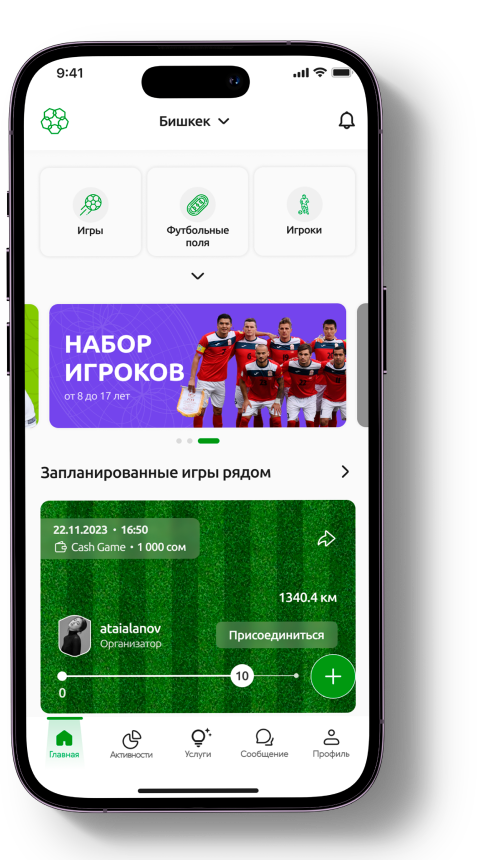 9:41
Бишкек
Игры
Футбольные
поля
Игроки
НАБОР
ИГРОКОВ
от 8 до 17 лет
Запланированные игры рядом
22.11.2023 • 16:50
Cash Game • 1 000 сом
1340.4 км
ataialanov
Организатор
Присоединиться
10
0
Главная
Активности
Услуги
Сообщение
Профиль